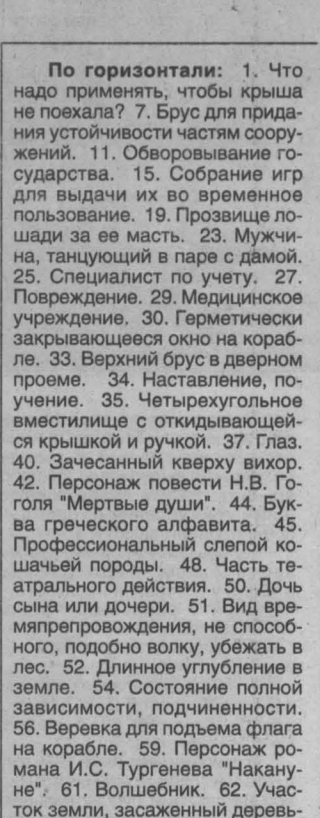 По горизонтали: 1. Что
надо применять, чтобы крыша
не поехала? 7. Брус для прида-
ния устойчивости частям соору-
жений. 11. Обворовывание го-
сударства. 15. Собрание игр
для выдачи их во временное
пользование. 19. Прозвище ло-
шади за ее масть. 23. Мужчи-
на, танцующий в паре с дамой.
25. Специалист по учету. 27.
Повреждение. 29. Медицинское
учреждение. 30. Герметически
закрывающееся окно на кораб-
ле. 33. Верхний брус в дверном
проеме. 34. Наставление, по-
учение. 35. Четырехугольное
вместилище с откидывающей-
ся крышкой и ручкой. 37. Глаз.
40. Зачесанный кверху вихор.
42. Персонаж повести Н.В. Го-
голя "Мертвые души". 44. Бук-
ва греческого алфавита. 45.
Профессиональный слепой ко-
шачьей породы. 48. Часть те-
атрального действия. 50. Дочь
сына или дочери. 51. Вид вре-
мяпрепровождения, не способ-
ного, подобно волку, убежать в
лес. 52. Длинное углубление в
земле. 54. Состояние полной
зависимости, подчиненности.
56. Веревка для подъема флага
на корабле. 59. Персонаж ро-
мана И.С. Тургенева "Накану-
не". 61. Волшебник. 62. Учас-
ток земли, засаженный деревь-